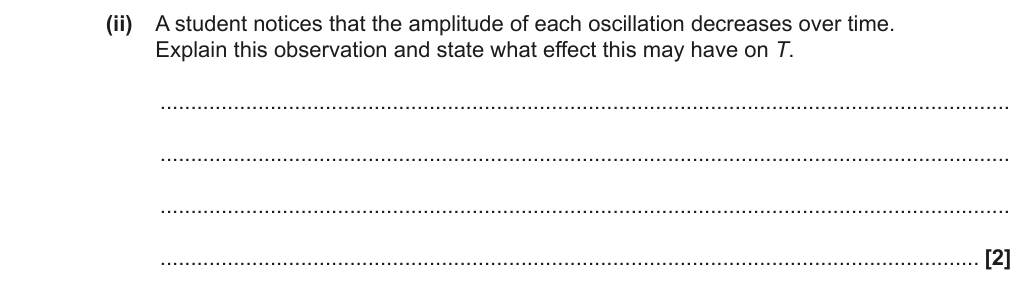 (ii) A student notices that the amplitude of each oscillation decreases over time.
Explain this observation and state what effect this may have on T.
[2]